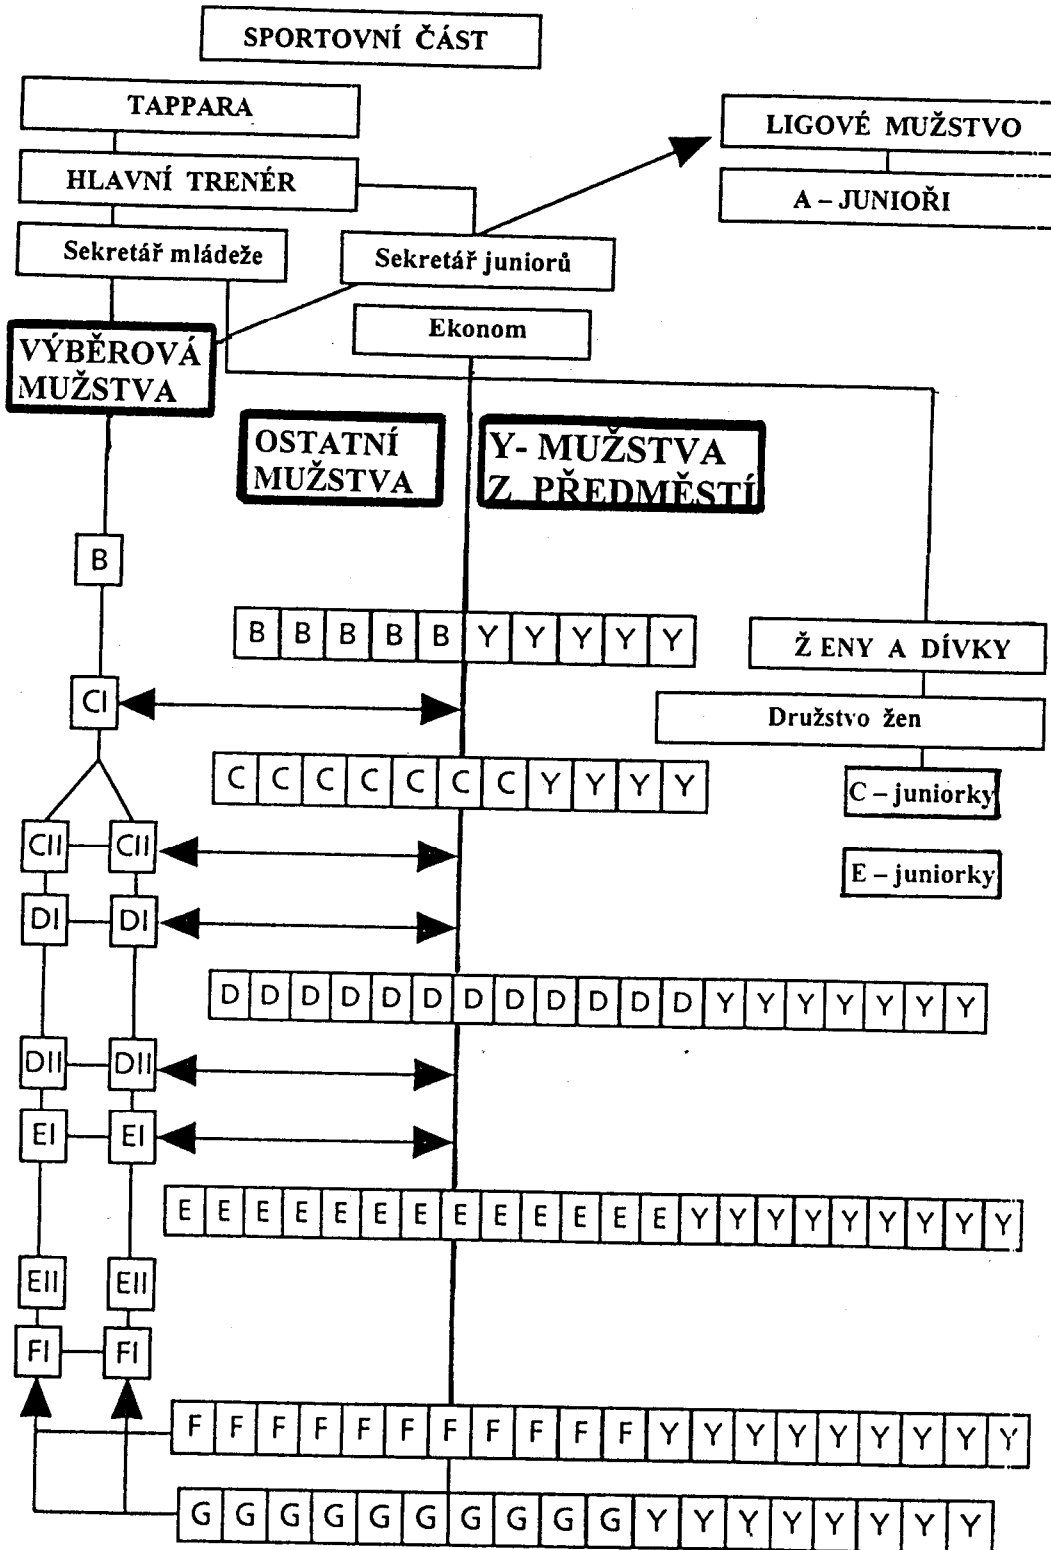 SPORTOVNÍ ČÁST
TAPPARA
LIGOVÉ MUŽSTVO
HLAVNÍ TRENÉR
A – JUNIOŘI
Sekretář mládeže
Sekretář juniorů
Ekonom
VÝBĚROVÁ
MUŽSTVA
OSTATNÍ
MUŽSTVA
Y- MUŽSTVA
Z PŘEDMĚSTÍ
B
B B B B B Y Y Y Y Y
Ž ENY A DÍVKY
CI
Družstvo žen
C C C C C C C Y Y Y Y
C – juniorky
CII CII
E – juniorky
DI DI
D D D D D D D D D D D D Y Y Y Y Y Y Y
DII DII
EI EI
E E E E E E E E E E E E E Y Y Y Y Y Y Y Y Y
EII EII
FI FI
F F F F F F F F F F F Y Y Y Y Y Y Y Y Y
G G G G G G G G G G Y Y Y Y Y Y Y Y